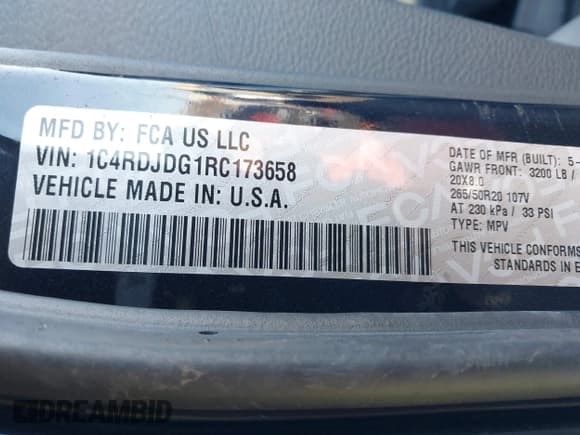 MFD BY: FCA US LLC
VIN: 1C4RDJDG1RC173658
VEHICLE MADE IN: U.S.A.
DATE OF MFR (BUILT): 5-
GAWR FRONT: 3200 LB /
20X8.0
265/50R20 107V
AT 230 kPa / 33 PSI
TYPE: MPV
THIS VEHICLE CONFORMS
STANDARDS IN E
DREAMBID